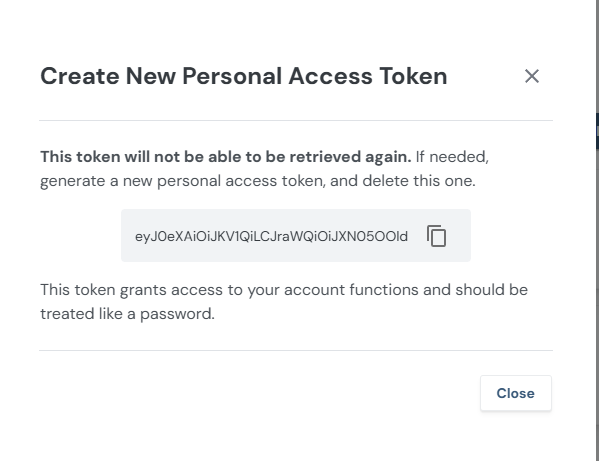 Create New Personal Access Token
This token will not be able to be retrieved again. If needed,
generate a new personal access token, and delete this one.
eyJ0eXAiOiJKV1QiLCJraWQiOiJXN05OOld
This token grants access to your account functions and should be
treated like a password.
Close